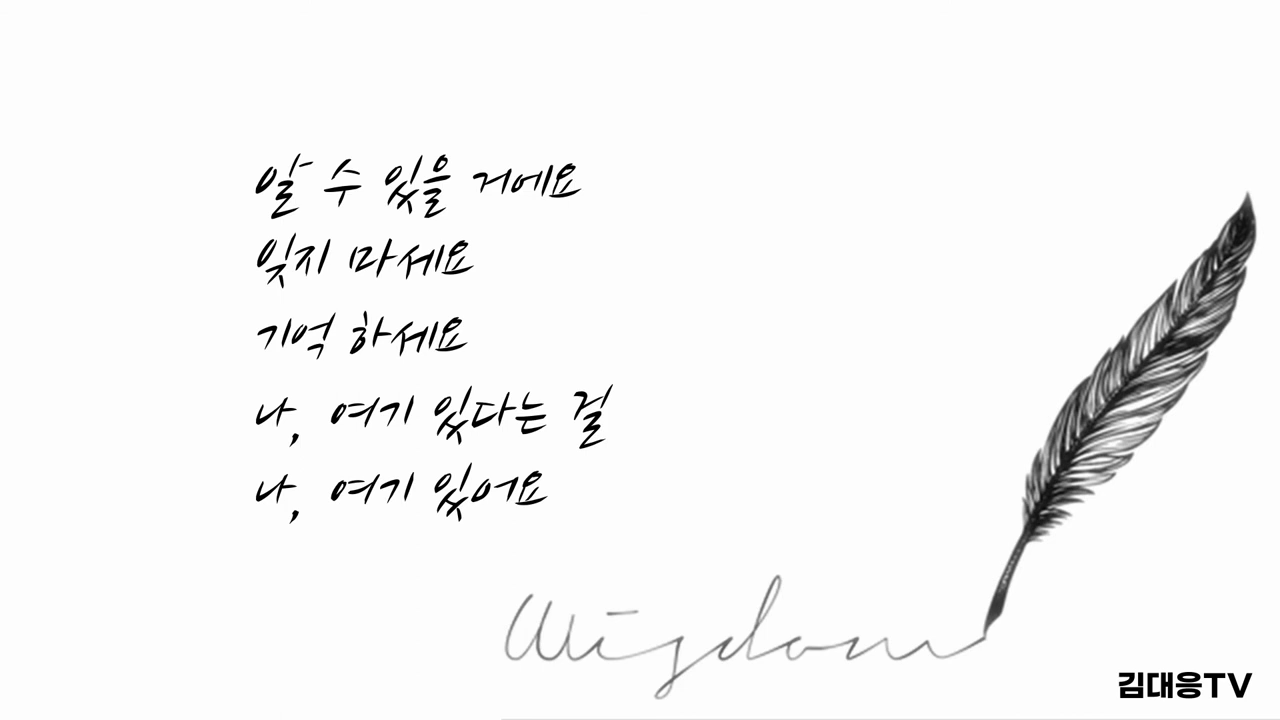 알 수 있을 거에요
잊지 마세요
기억 하세요
나, 여기 있다는 걸
나, 여기 있어요
Wisdom
김대응TV